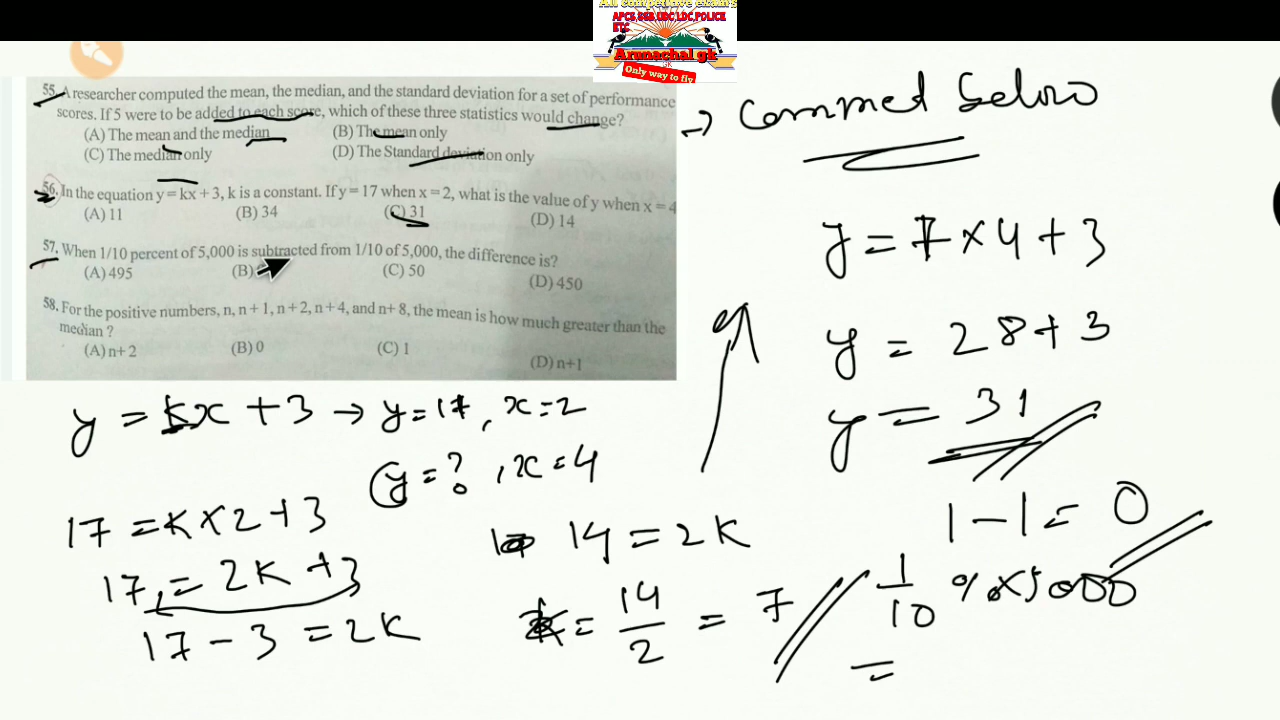 All competitive exam's
APCS,SSB,UDC,LDC,POLICE
ETC
Arunachal gk
GK
Only way to fly
55. A researcher computed the mean, the median, and the standard deviation for a set of performance
scores. If 5 were to be added to each score, which of these three statistics would change?
(A) The mean and the median (B) The mean only
(C) The median only (D) The Standard deviation only
56. In the equation y = kx + 3, k is a constant. If y = 17 when x = 2, what is the value of y when x = 4
(A) 11 (B) 34 (C) 31 (D) 14
57. When 1/10 percent of 5,000 is subtracted from 1/10 of 5,000, the difference is?
(A) 495 (B) (C) 50 (D) 450
58. For the positive numbers, n, n + 1, n + 2, n + 4, and n+ 8, the mean is how much greater than the
median ?
(A) n+ 2 (B) 0 (C) 1 (D) n+1
y = kx + 3 → y = 17 , x = 2
y = ? , x = 4
17 = k × 2 + 3
17 = 2k + 3
17 - 3 = 2k
14 = 2k
k = 14/2 = 7
→
y = 7 × 4 + 3
y = 28 + 3
y = 31
1 - 1 = 0
1/10 % × 5000
=